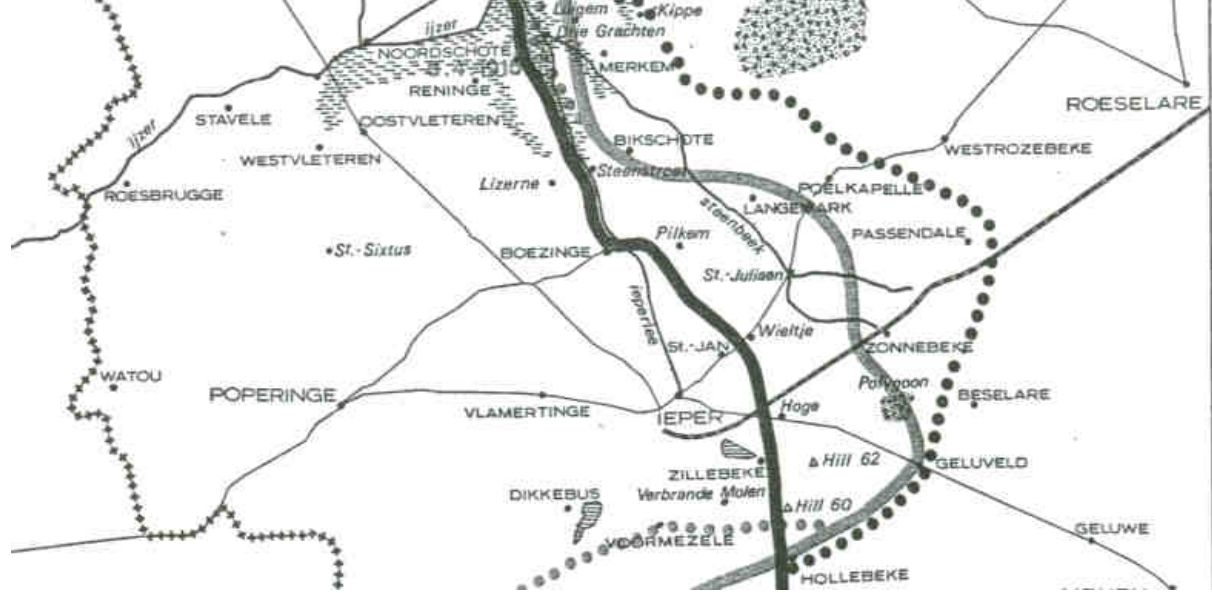 Luigem
Kippe
ijzer
Drie Grachten
NOORDSCHOTE
MERKEM
RENINGE
ROESELARE
STAVELE
OOSTVLETEREN
ijzer
BIKSCHOTE
WESTROZEBEKE
WESTVLETEREN
Steenstraat
Lizerne
POELKAPELLE
ROESBRUGGE
LANGEMARK
steenbeek
PASSENDALE
Pilkem
St.-Sixtus
BOEZINGE
St.-Juliaan
ieperlee
Wieltje
St.-JAN
ZONNEBEKE
WATOU
Polygoon
POPERINGE
BESELARE
VLAMERTINGE
Hoge
IEPER
Hill 62
GELUVELD
ZILLEBEKE
DIKKEBUS
Verbrande Molen
Hill 60
GELUWE
VOORMEZELE
HOLLEBEKE